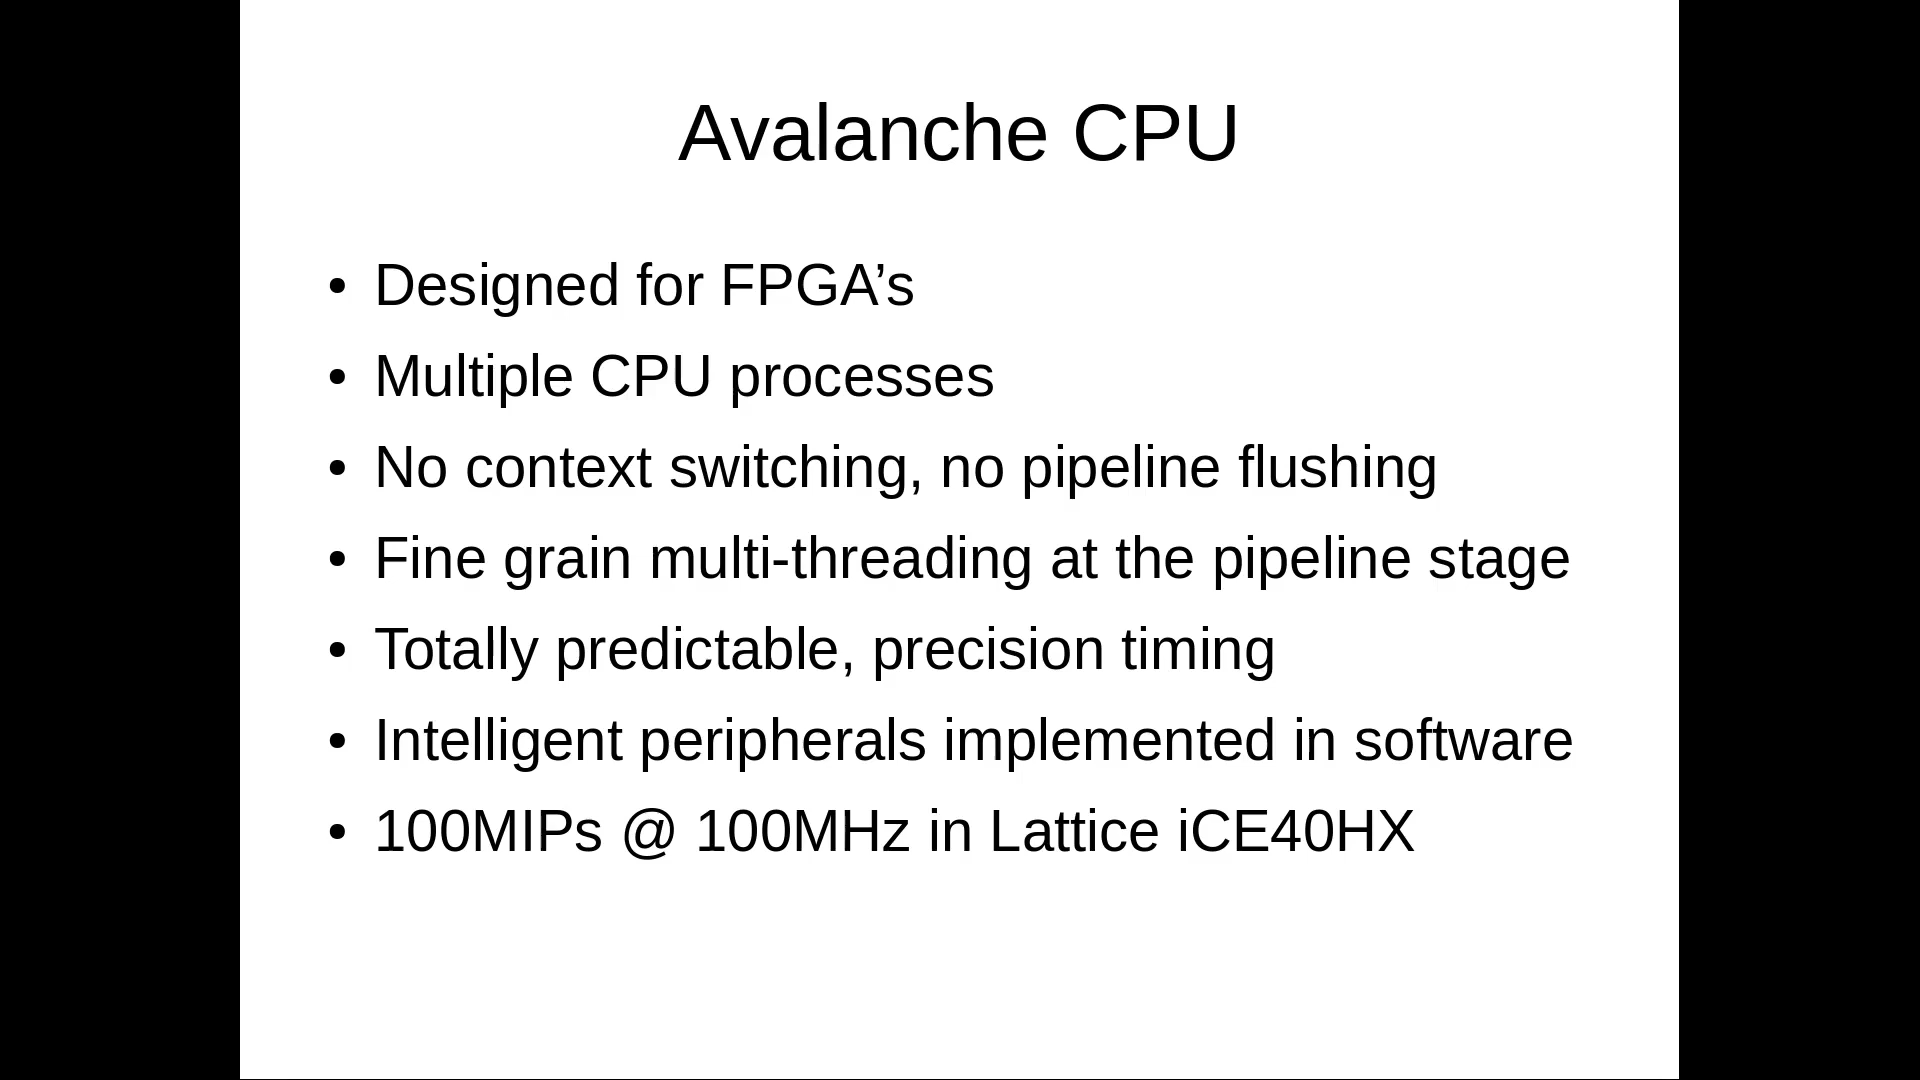 Avalanche CPU
• Designed for FPGA’s
• Multiple CPU processes
• No context switching, no pipeline flushing
• Fine grain multi-threading at the pipeline stage
• Totally predictable, precision timing
• Intelligent peripherals implemented in software
• 100MIPs @ 100MHz in Lattice iCE40HX